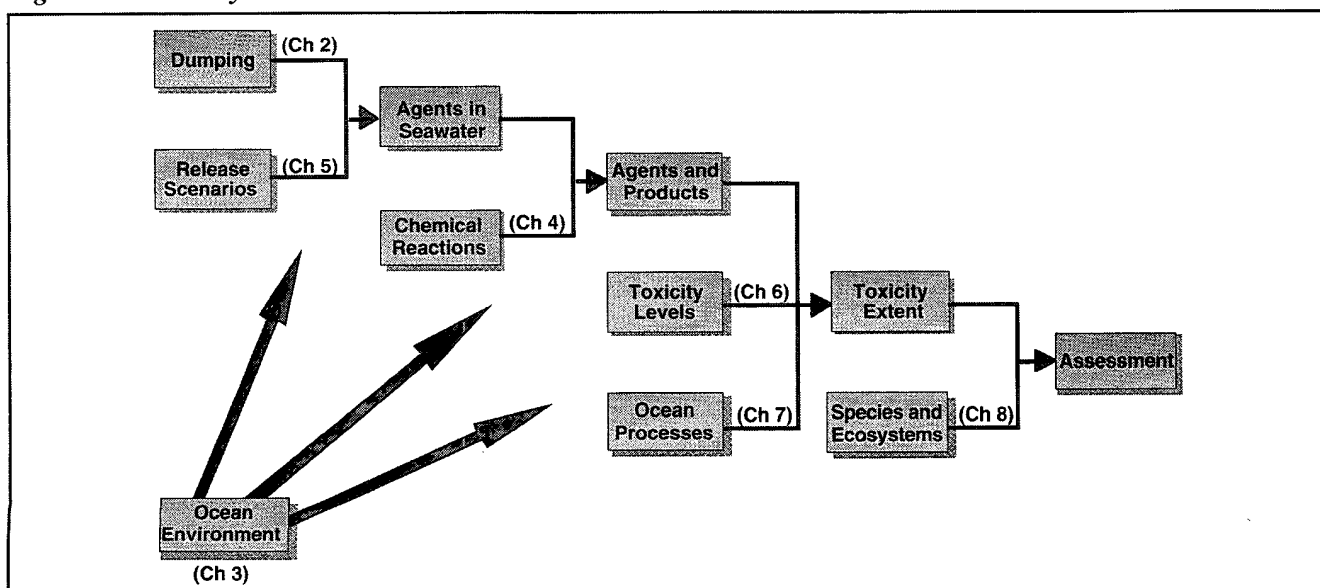 Dumping
(Ch 2)
Agents in
Seawater
Release
Scenarios
(Ch 5)
Agents and
Products
Chemical
Reactions
(Ch 4)
Toxicity
Levels
(Ch 6)
Toxicity
Extent
Assessment
Ocean
Processes
(Ch 7)
Species and
Ecosystems
(Ch 8)
Ocean
Environment
(Ch 3)